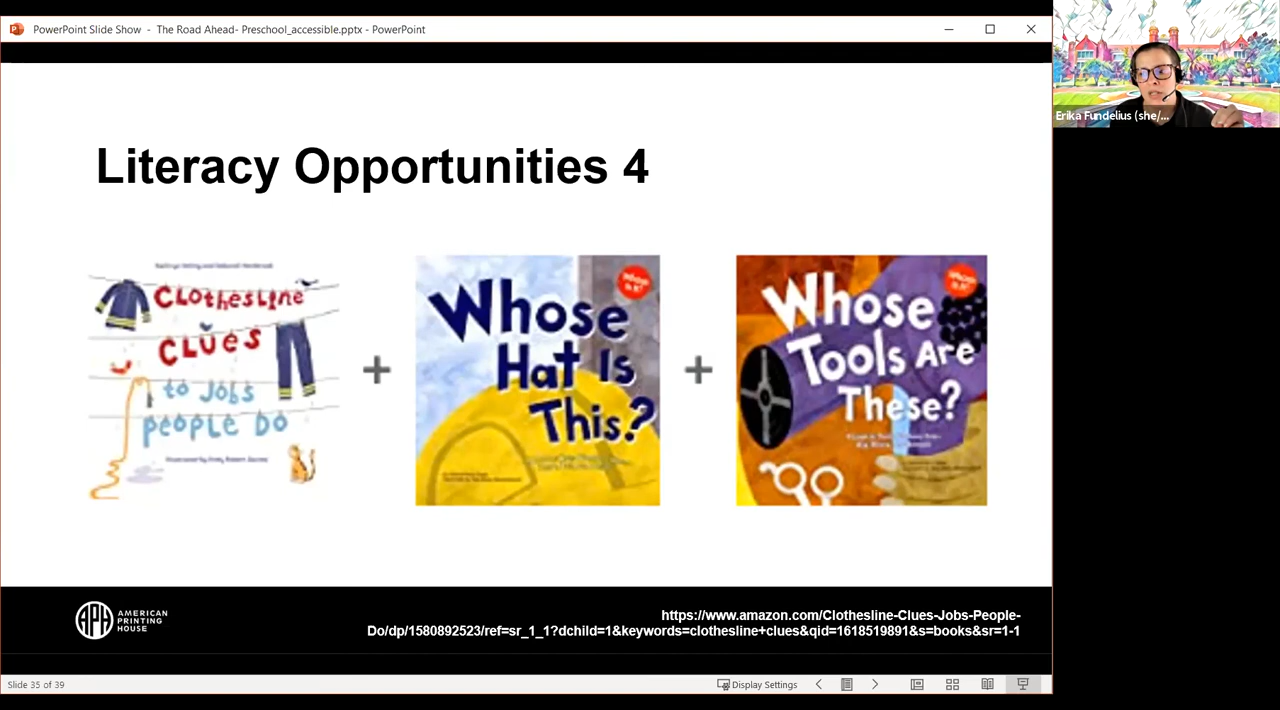 PowerPoint Slide Show - The Road Ahead- Preschool_accessible.pptx - PowerPoint
Erika Fundelius (she/...
Literacy Opportunities 4
CLOTHESLINE
CLUES
to JOBS
PEOPLE DO
+
Whose
Hat Is
This?
+
Whose
Tools Are
These?
AMERICAN
PRINTING
HOUSE
APH
https://www.amazon.com/Clothesline-Clues-Jobs-People-
Do/dp/1580892523/ref=sr_1_1?dchild=1&keywords=clothesline+clues&qid=1618519891&s=books&sr=1-1
Slide 35 of 39
Display Settings